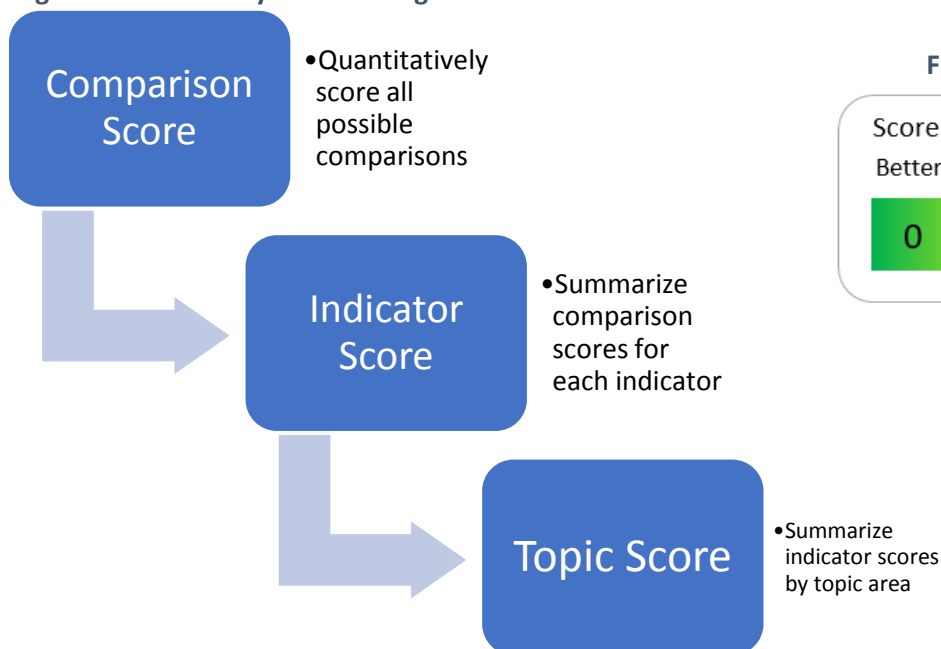 Comparison
Score
•Quantitatively
score all
possible
comparisons
F
Score
Better
0
Indicator
Score
•Summarize
comparison
scores for
each indicator
Topic Score
•Summarize
indicator scores
by topic area